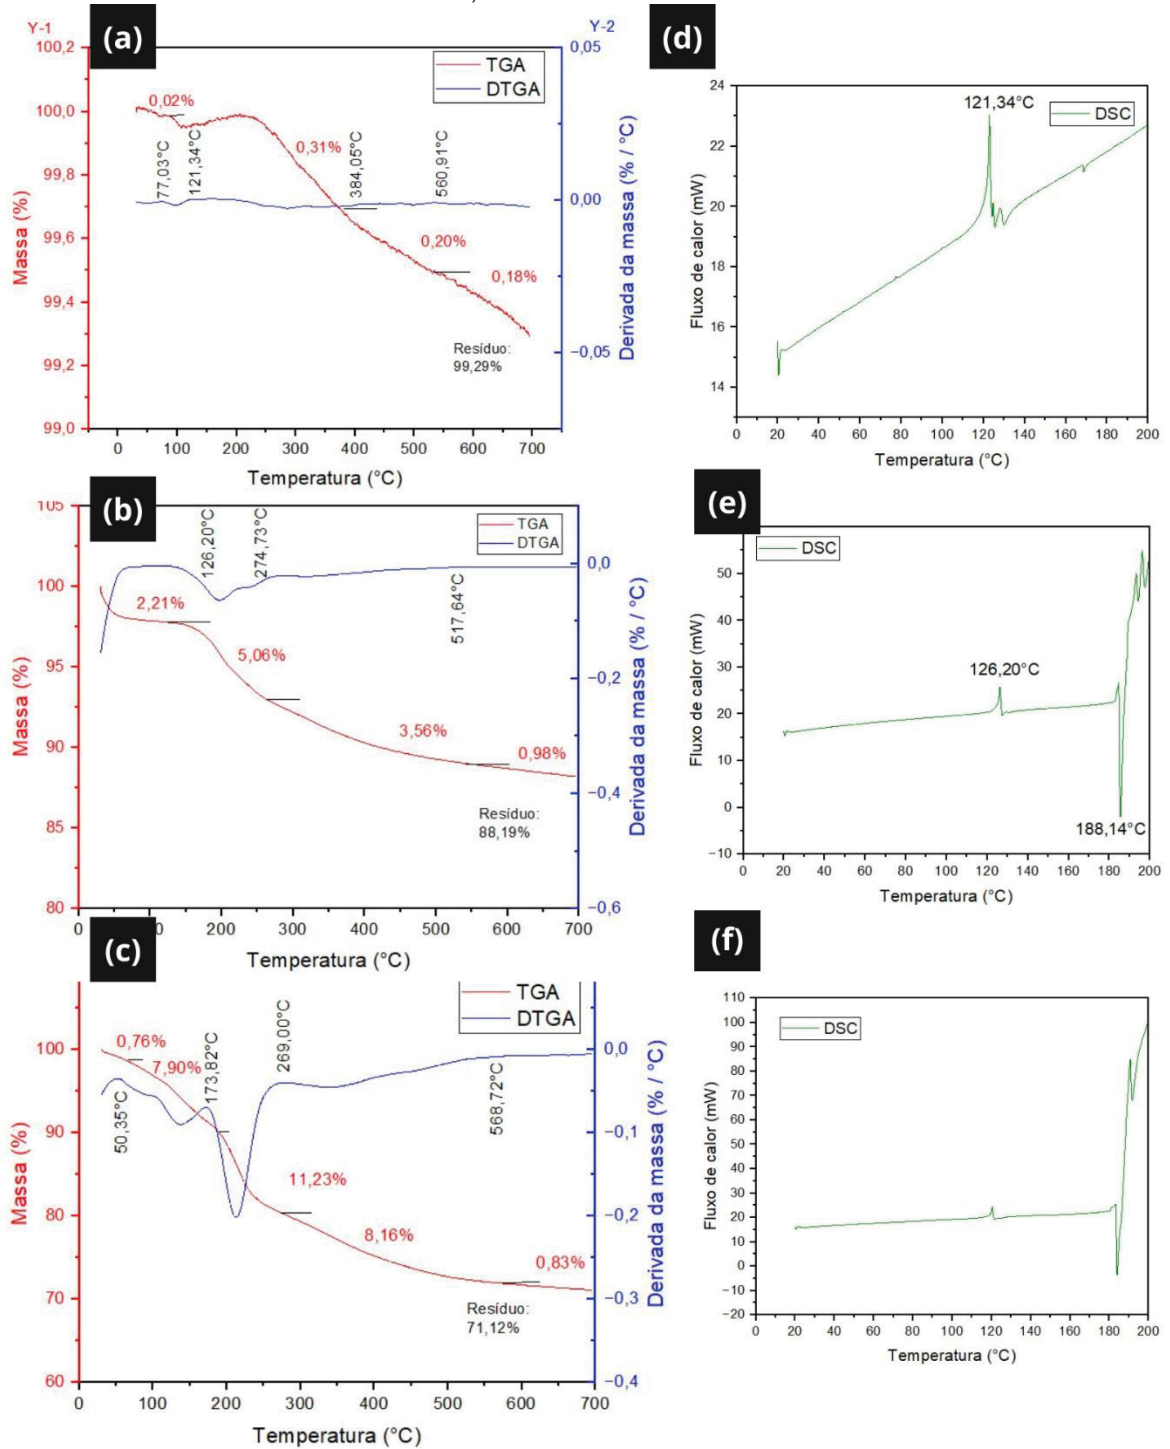 (a)
Y-1
Y-2
100,2
100,0
99,8
99,6
99,4
99,2
99,0
Massa (%)
0,05
0,00
−0,05
Derivada da massa (% / °C)
TGA
DTGA
0,02%
77,03°C
121,34°C
0,31%
384,05°C
560,91°C
0,20%
0,18%
Resíduo:
99,29%
0 100 200 300 400 500 600 700
Temperatura (°C)
(d)
24
22
20
18
16
14
Fluxo de calor (mW)
121,34°C
DSC
0 20 40 60 80 100 120 140 160 180 200
Temperatura (°C)
(b)
105
100
95
90
85
80
Massa (%)
0,0
−0,2
−0,4
−0,6
Derivada da massa (% / °C)
TGA
DTGA
126,20°C
274,73°C
517,64°C
2,21%
5,06%
3,56%
0,98%
Resíduo:
88,19%
0 200 300 400 500 600 700
Temperatura (°C)
(e)
50
40
30
20
10
0
−10
Fluxo de calor (mW)
DSC
126,20°C
188,14°C
0 20 40 60 80 100 120 140 160 180 200
Temperatura (°C)
(c)
100
90
80
70
60
Massa (%)
0,0
−0,1
−0,2
−0,3
−0,4
Derivada da massa (% / °C)
TGA
DTGA
0,76%
7,90%
50,35°C
173,82°C
269,00°C
568,72°C
11,23%
8,16%
0,83%
Resíduo:
71,12%
0 100 200 300 400 500 600 700
Temperatura (°C)
(f)
110
100
90
80
70
60
50
40
30
20
10
0
−10
−20
Fluxo de calor (mW)
DSC
0 20 40 60 80 100 120 140 160 180 200
Temperatura (°C)